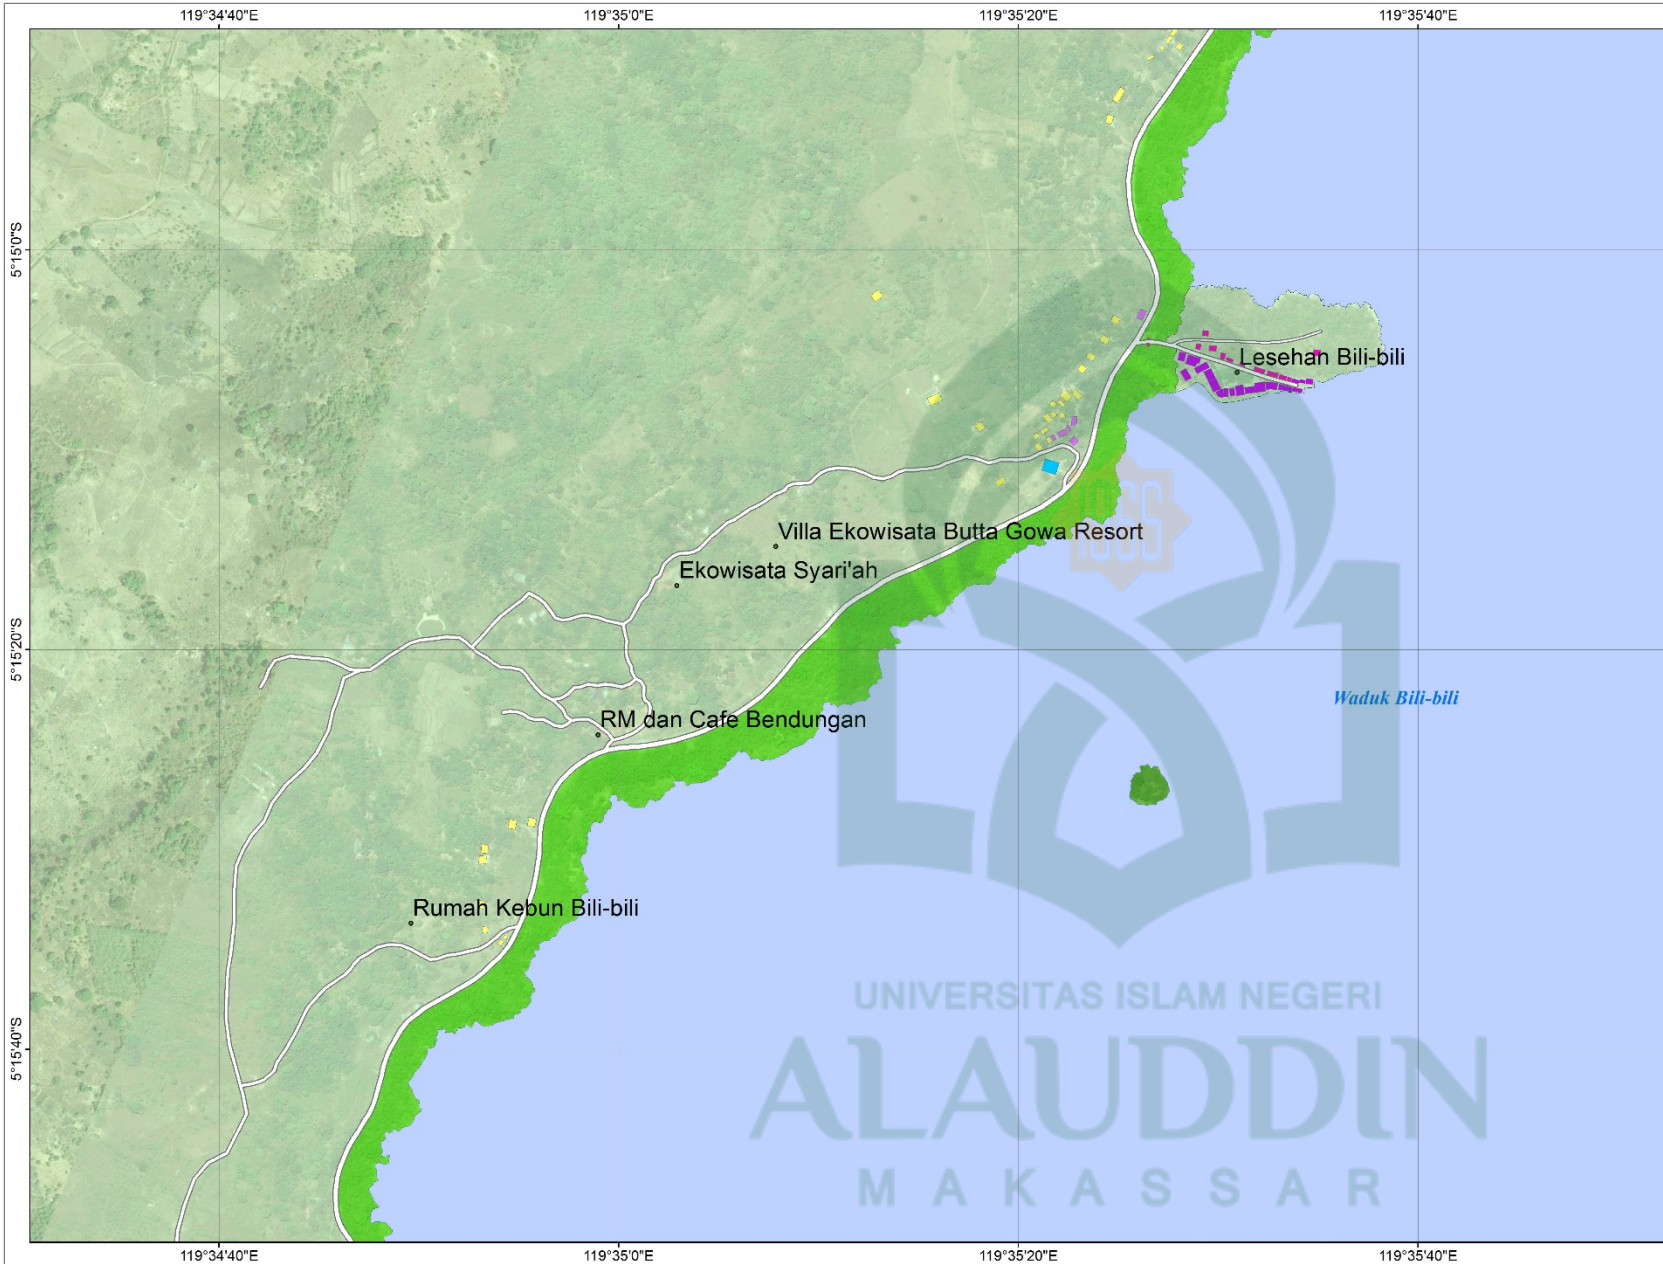 119°34'40"E
119°35'0"E
119°35'20"E
119°35'40"E
5°15'0"S
Lesehan Bili-bili
Villa Ekowisata Butta Gowa Resort
Ekowisata Syari'ah
5°15'20"S
Waduk Bili-bili
RM dan Cafe Bendungan
Rumah Kebun Bili-bili
UNIVERSITAS ISLAM NEGERI
5°15'40"S
ALAUDDIN
MAKASSAR
119°34'40"E
119°35'0"E
119°35'20"E
119°35'40"E